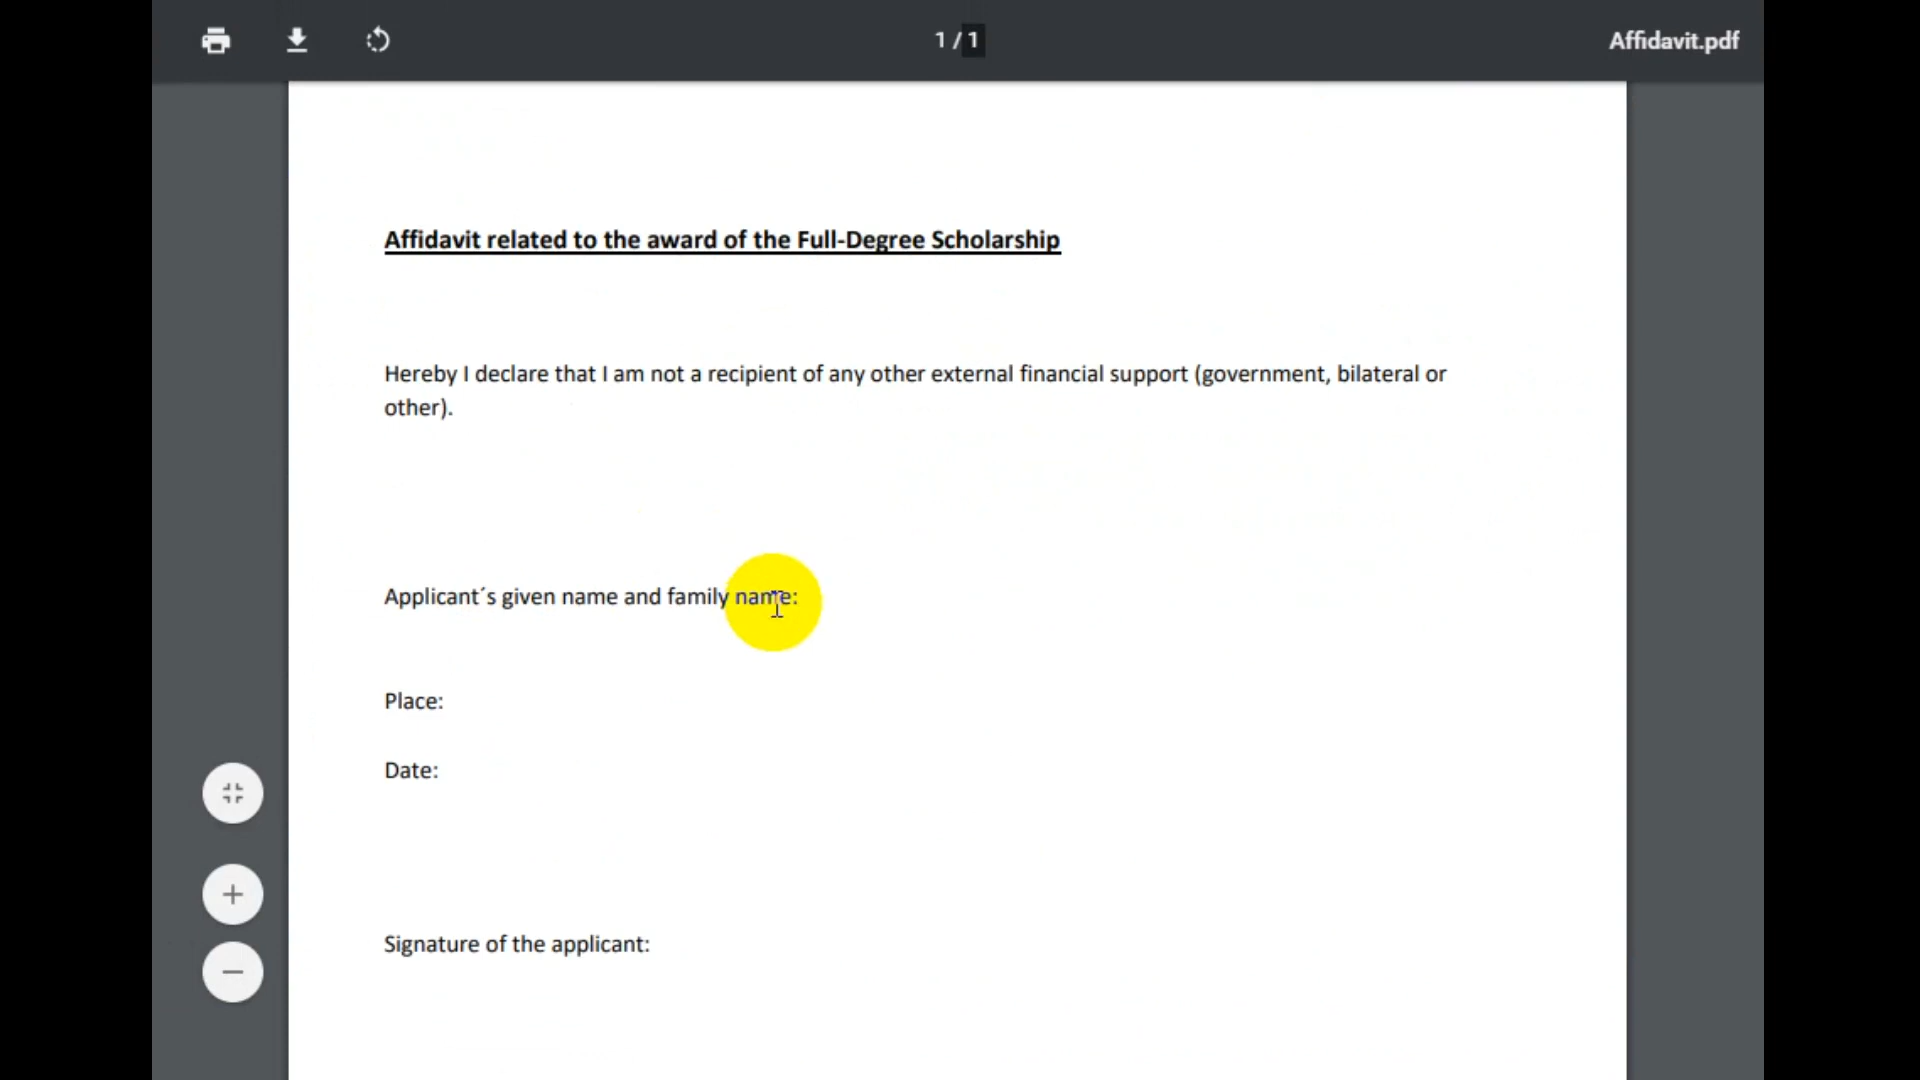 1 / 1
Affidavit.pdf
Affidavit related to the award of the Full-Degree Scholarship
Hereby I declare that I am not a recipient of any other external financial support (government, bilateral or
other).
Applicant´s given name and family name:
Place:
Date:
Signature of the applicant: